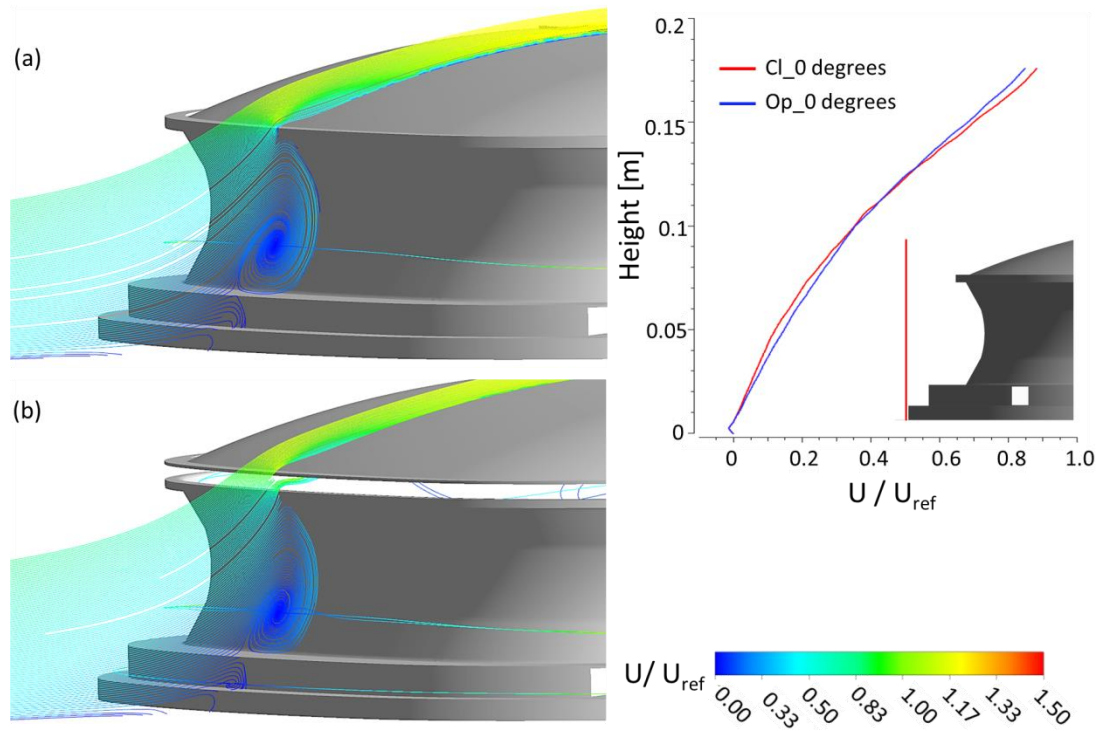 (a)
(b)
0.2
0.15
0.1
0.05
0
Height [m]
Cl_0 degrees
Op_0 degrees
0 0.2 0.4 0.6 0.8 1.0
U / Uref
U/ Uref
0.00 0.33 0.50 0.83 1.00 1.17 1.33 1.50